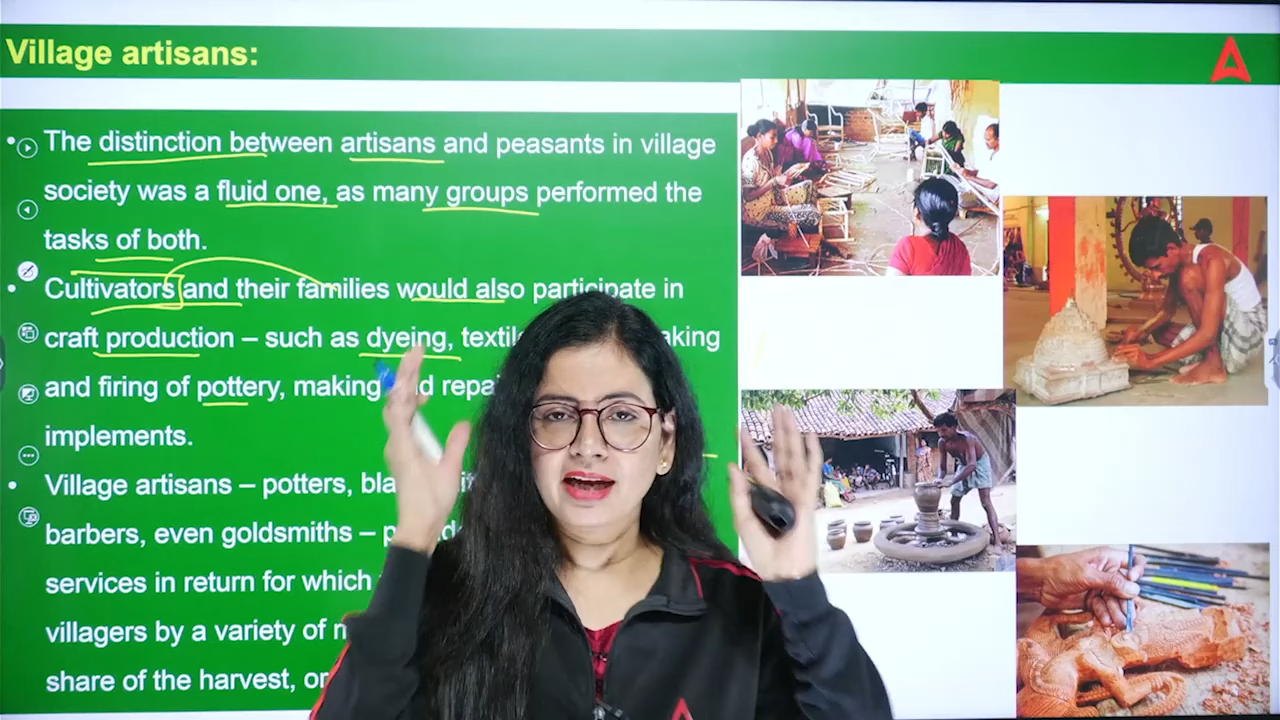 Village artisans:
• The distinction between artisans and peasants in village
society was a fluid one, as many groups performed the
tasks of both.
• Cultivators and their families would also participate in
craft production – such as dyeing,
and firing of pottery, making
implements.
• Village artisans – potters,
barbers, even goldsmiths –
services in return for which
villagers by a variety of
share of the harvest,